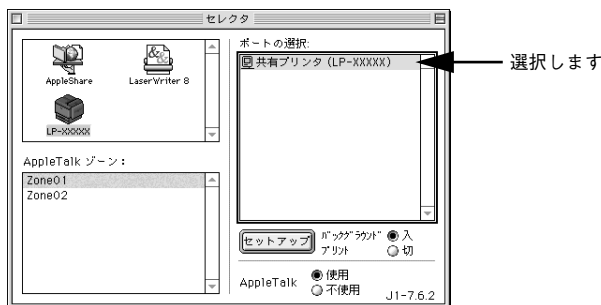 セレクタ
AppleShare
LaserWriter 8
LP-XXXXX
AppleTalk ゾーン：
Zone01
Zone02
ポートの選択:
共有プリンタ（LP-XXXXX）
選択します
セットアップ
ﾊﾞｯｸｸﾞﾗｳﾝﾄﾞ
ﾌﾟﾘﾝﾄ
入
切
AppleTalk
使用
不使用
J1-7.6.2